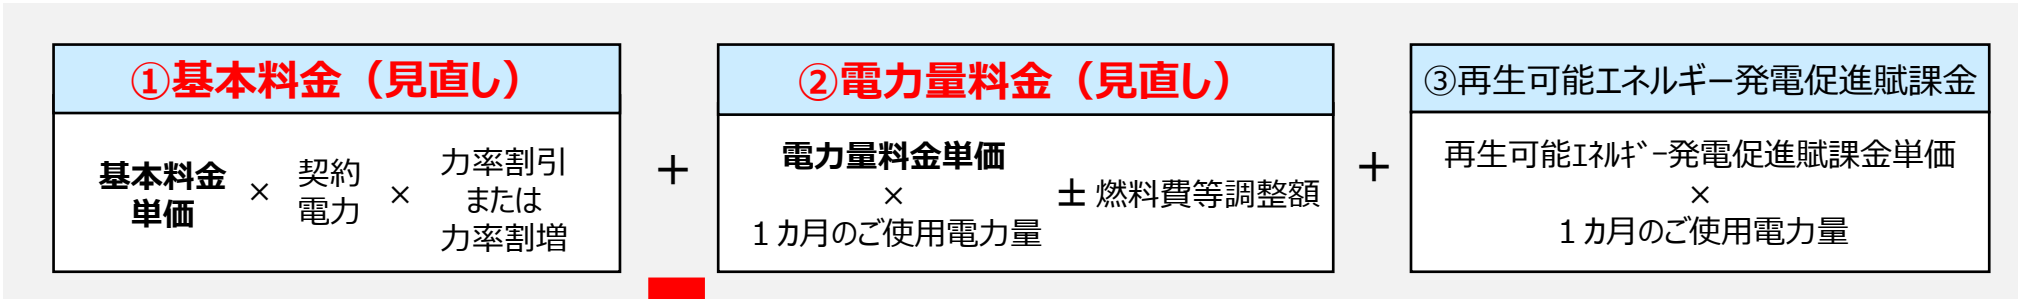 ①基本料金（見直し）
基本料金
単価
×
契約
電力
×
力率割引
または
力率割増
＋
②電力量料金（見直し）
電力量料金単価
×
１カ月のご使用電力量
± 燃料費等調整額
＋
③再生可能エネルギー発電促進賦課金
再生可能ｴﾈﾙｷﾞｰ発電促進賦課金単価
×
１カ月のご使用電力量